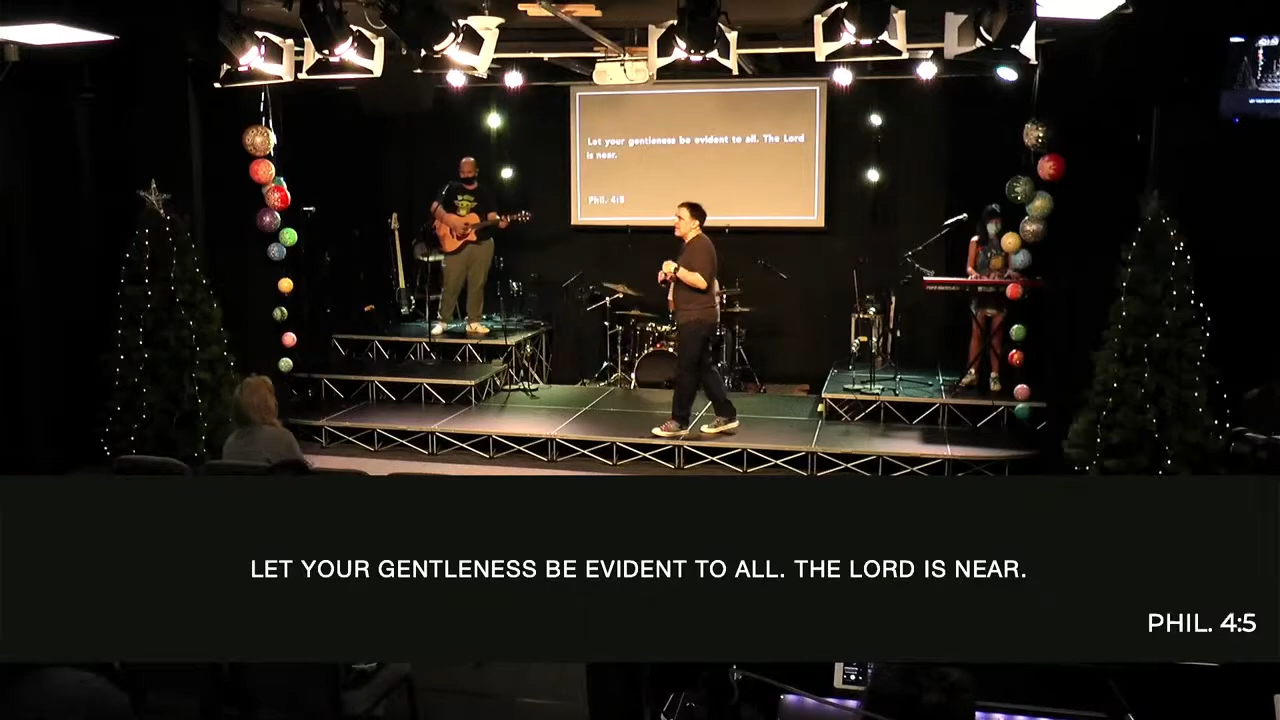 Let your gentleness be evident to all. The Lord
is near.
Phil. 4:5
LET YOUR GENTLENESS BE EVIDENT TO ALL. THE LORD IS NEAR.
PHIL. 4:5